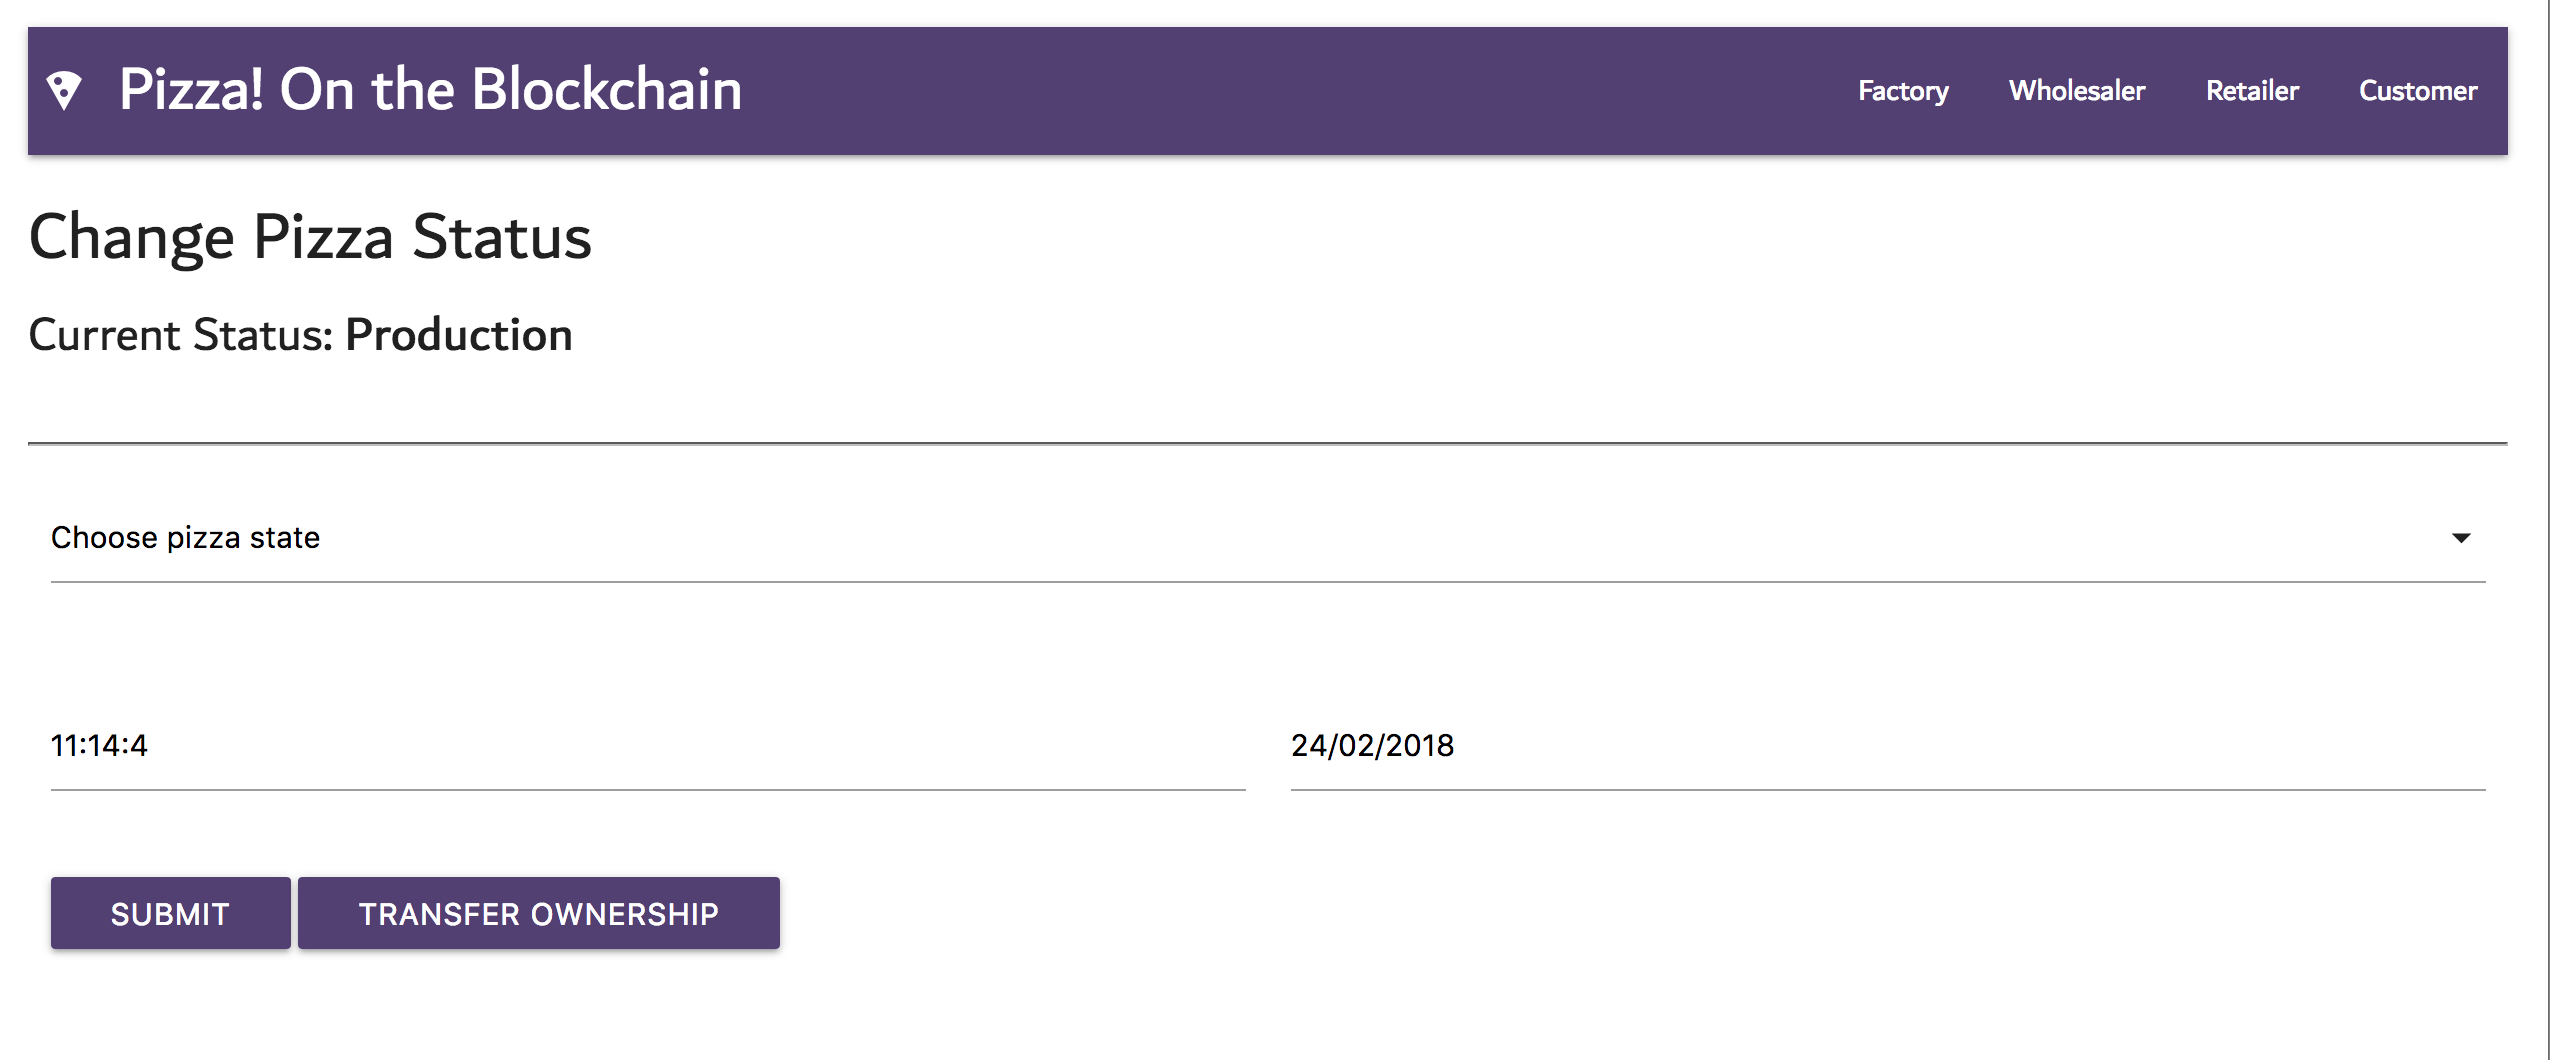 Pizza! On the Blockchain Factory Wholesaler Retailer Customer
Change Pizza Status
Current Status: Production
Choose pizza state
11:14:4 24/02/2018
SUBMIT TRANSFER OWNERSHIP